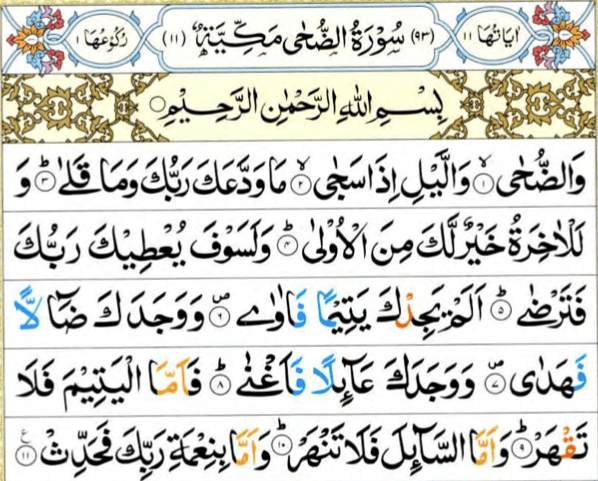 اٰيَاتُهَا ١١ (٩٣) سُوْرَةُ الضُّحٰى مَكِّيَّةٌ (١١) رُكُوْعُهَا ١
بِسْمِ اللّٰهِ الرَّحْمٰنِ الرَّحِيْمِ
وَالضُّحٰى ۙ﴿١﴾ وَالَّيْلِ اِذَا سَجٰى ۙ﴿٢﴾ مَا وَدَّعَكَ رَبُّكَ وَمَا قَلٰى ؕ﴿٣﴾ وَ
لَلْاٰخِرَةُ خَيْرٌ لَّكَ مِنَ الْاُوْلٰى ؕ﴿٤﴾ وَلَسَوْفَ يُعْطِيْكَ رَبُّكَ
فَتَرْضٰى ؕ﴿٥﴾ اَلَمْ يَجِدْكَ يَتِيْمًا فَاٰوٰى ۪﴿٦﴾ وَوَجَدَكَ ضَآلًّا
فَهَدٰى ۪﴿٧﴾ وَوَجَدَكَ عَآئِلًا فَاَغْنٰى ؕ﴿٨﴾ فَاَمَّا الْيَتِيْمَ فَلَا
تَقْهَرْ ؕ﴿٩﴾ وَاَمَّا السَّآئِلَ فَلَا تَنْهَرْ ؕ﴿١٠﴾ وَاَمَّا بِنِعْمَةِ رَبِّكَ فَحَدِّثْ ﴿١١﴾ ع